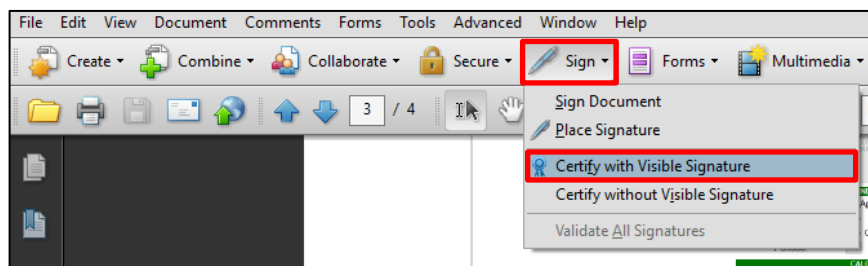 File Edit View Document Comments Forms Tools Advanced Window Help
Create Combine Collaborate Secure Sign Forms Multimedia
3 / 4
Sign Document
Place Signature
Certify with Visible Signature
Certify without Visible Signature
Validate All Signatures